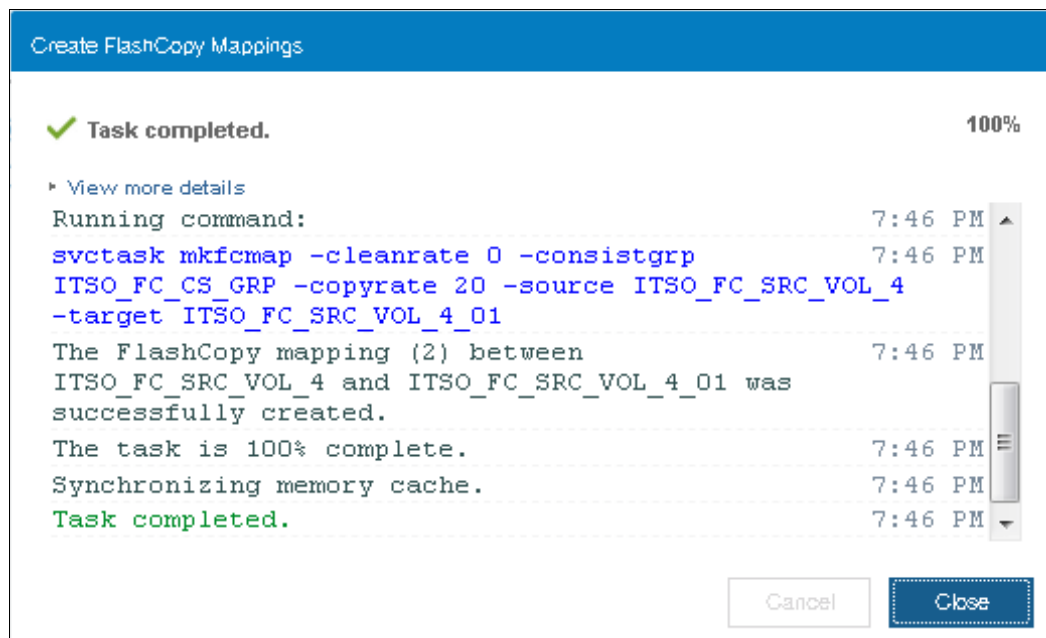 Create FlashCopy Mappings
Task completed.
100%
View more details
Running command: 7:46 PM
svctask mkfcmap -cleanrate 0 -consistgrp 7:46 PM
ITSO_FC_CS_GRP -copyrate 20 -source ITSO_FC_SRC_VOL_4
-target ITSO_FC_SRC_VOL_4_01
The FlashCopy mapping (2) between 7:46 PM
ITSO_FC_SRC_VOL_4 and ITSO_FC_SRC_VOL_4_01 was
successfully created.
The task is 100% complete. 7:46 PM
Synchronizing memory cache. 7:46 PM
Task completed. 7:46 PM
Cancel
Close